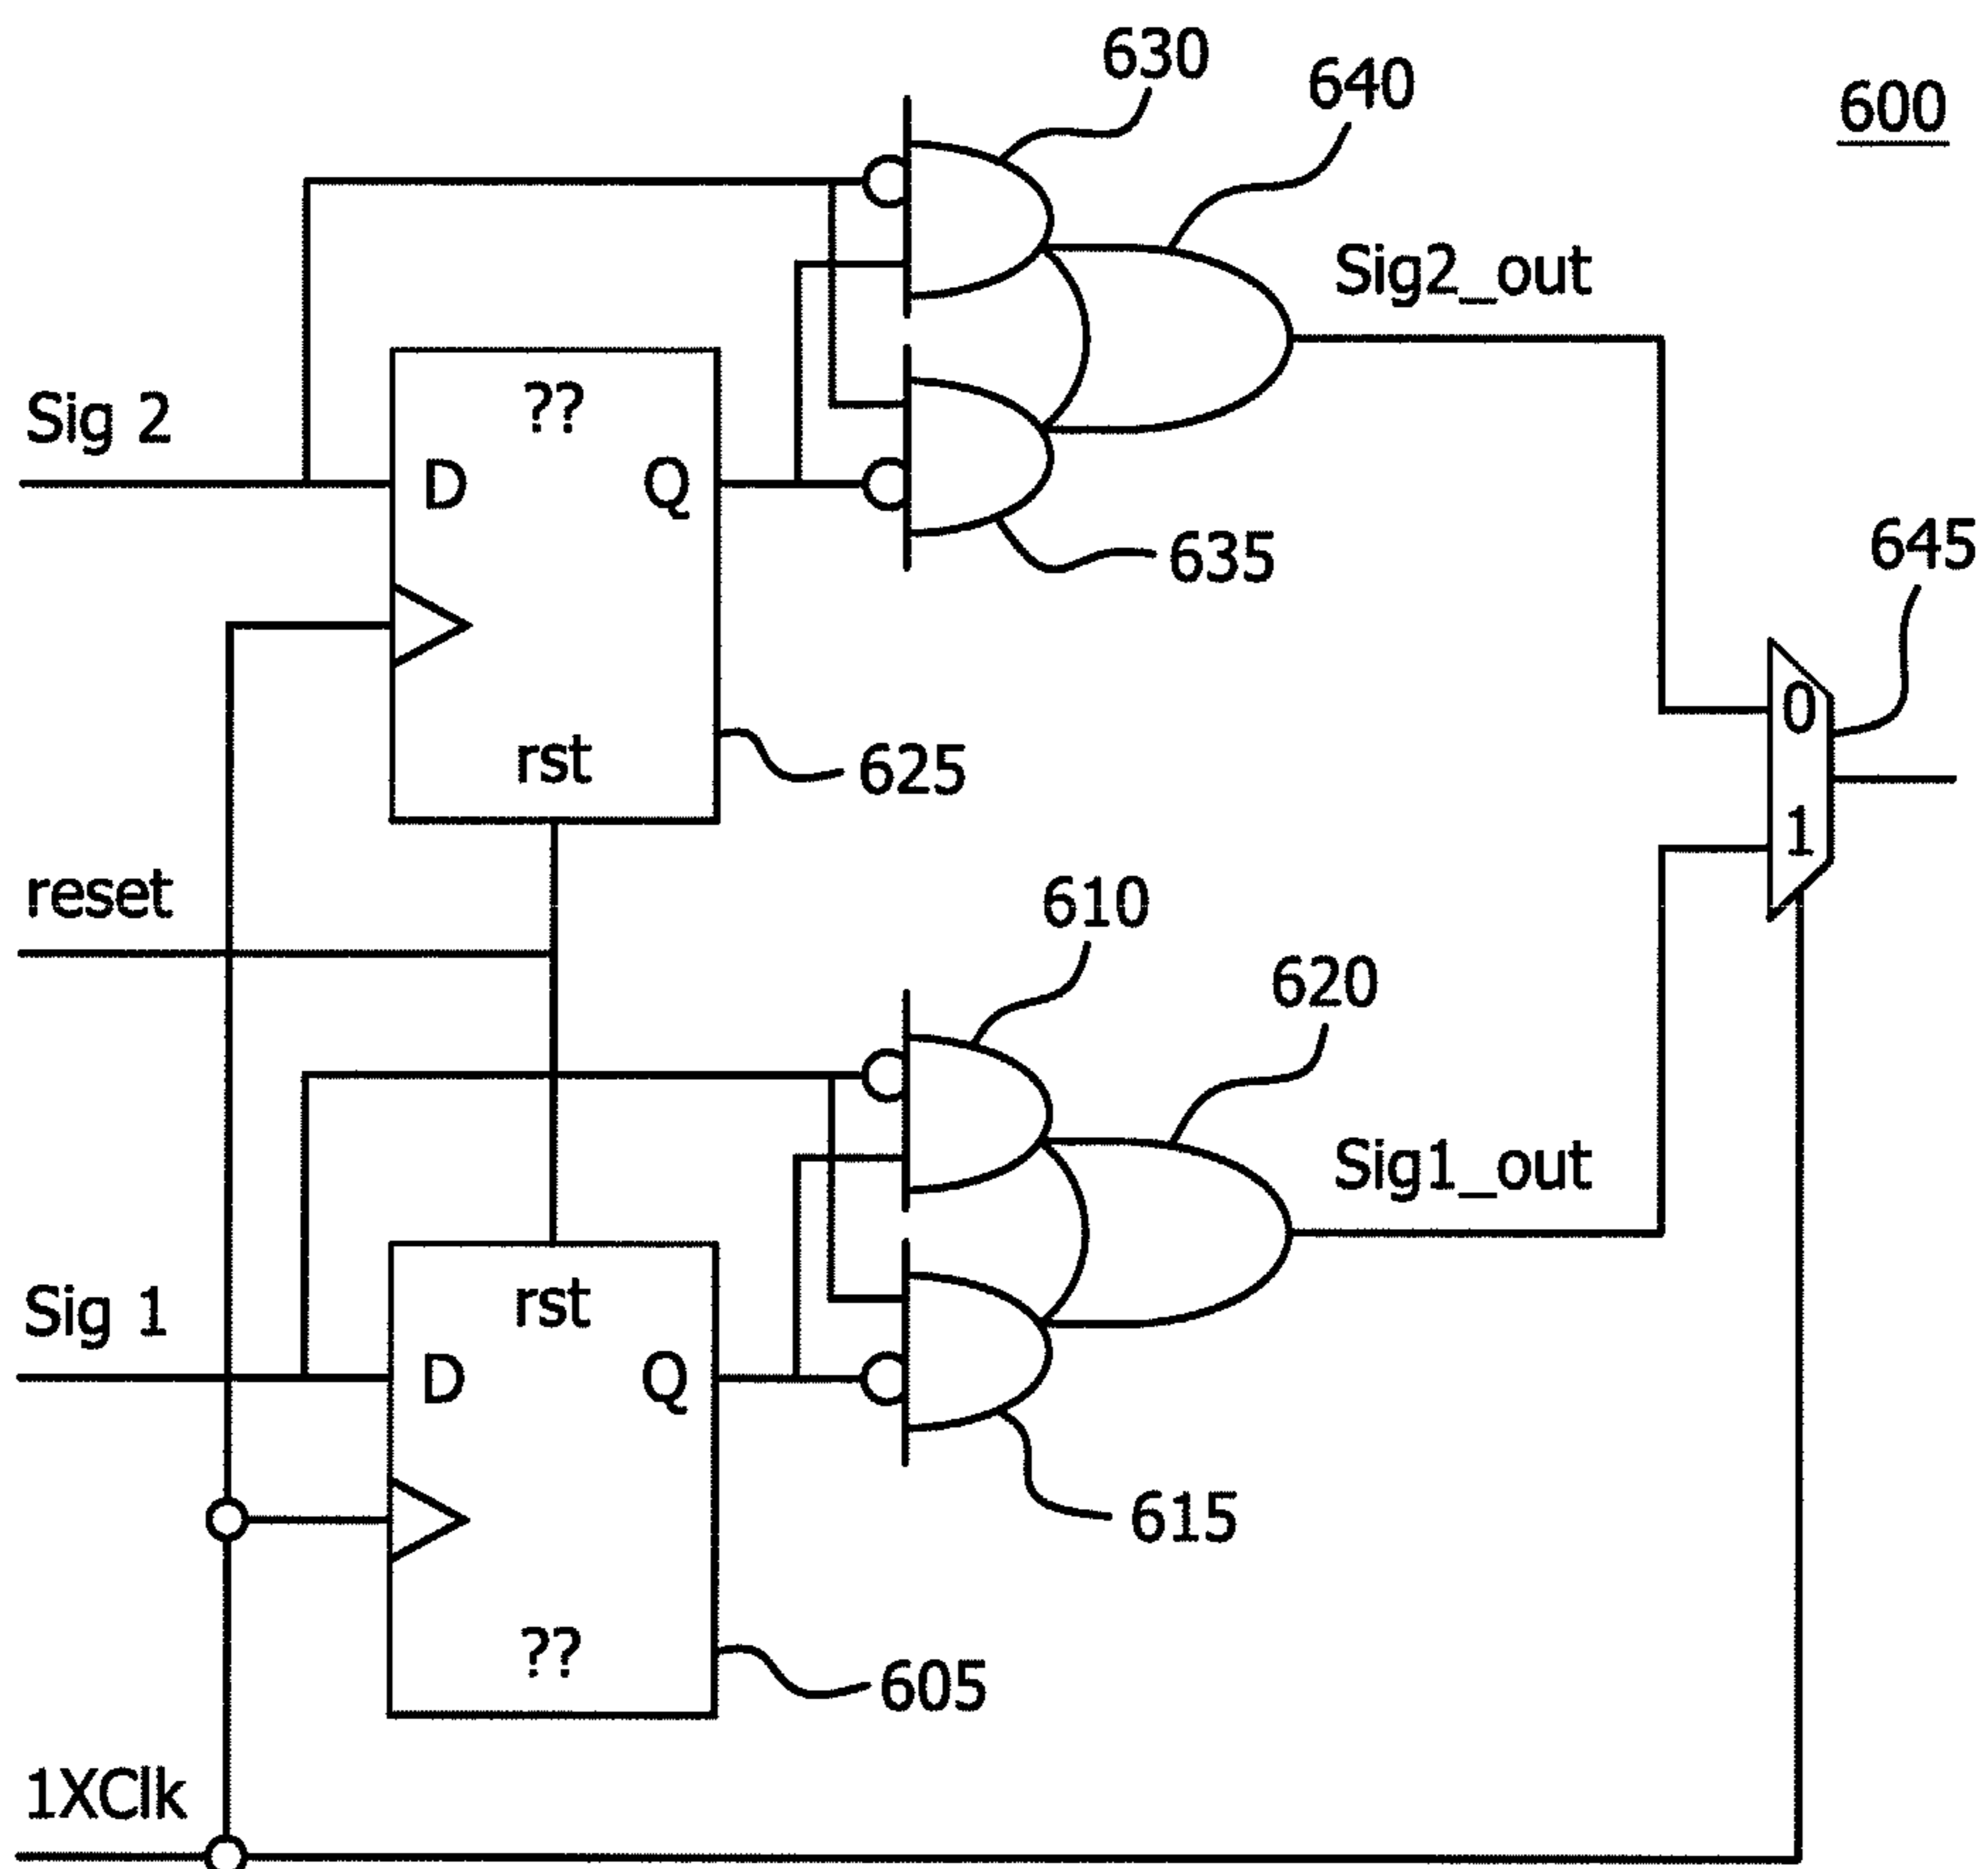 630
640
600
Sig2_out
Sig 2
??
D
Q
635
645
0
rst
625
1
reset
610
620
Sig1_out
Sig 1
rst
D
Q
615
??
605
1XClk